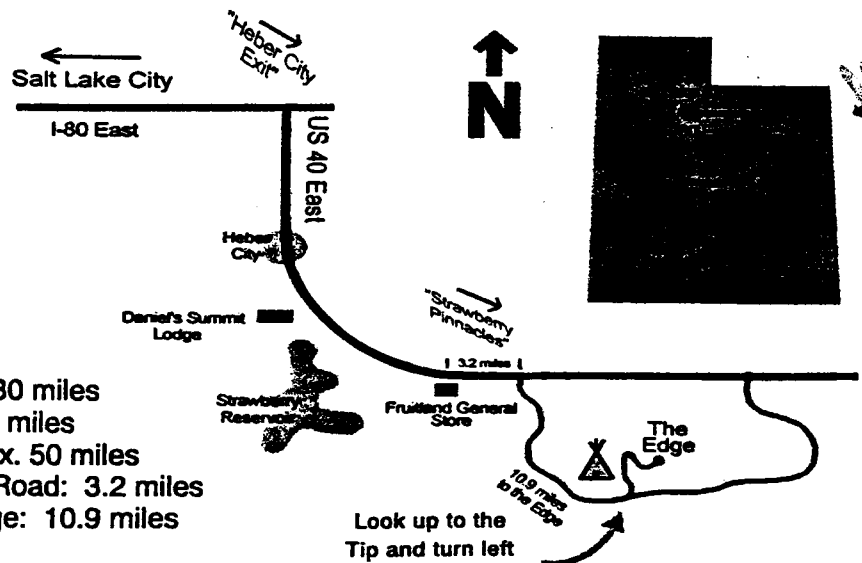 "Heber City
Exit"
Salt Lake City
I-80 East
US 40 East
N
Heber
City
Daniel's Summit
Lodge
"Strawberry
Pinnacles"
3.2 miles
Strawberry
Reservoir
Fruitland General
Store
The
Edge
10.9 miles
to the Edge
30 miles
miles
x. 50 miles
Road: 3.2 miles
ge: 10.9 miles
Look up to the
Tip and turn left